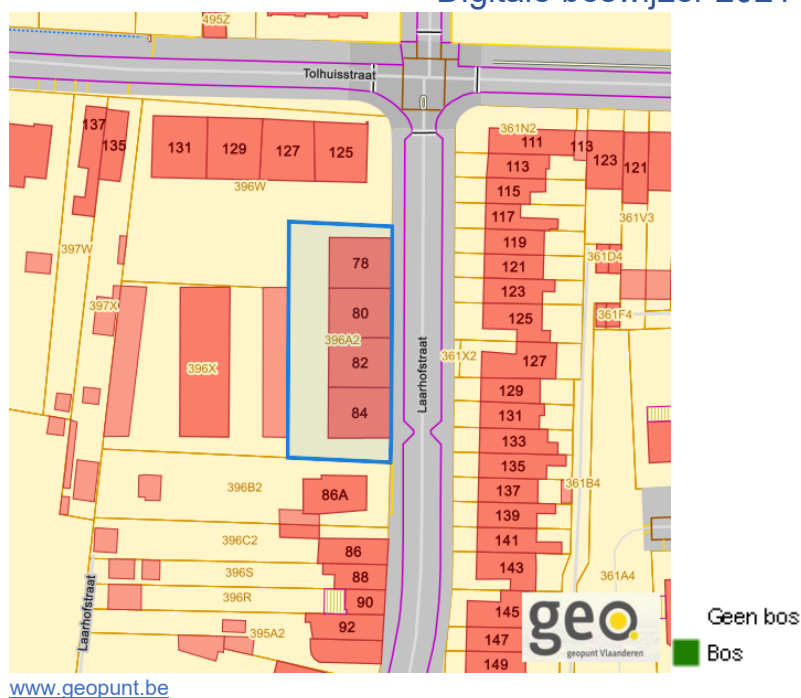 Digitale boswijzer 2021
495Z
Tolhuisstraat
0
137
135
131
129
127
125
396W
361N2
111
113
123
121
113
115
117
119
121
123
125
127
129
131
133
135
137
139
141
143
145
147
149
361V3
361D4
361F4
361X2
361B4
361A4
397W
397X
396X
78
80
396A2
82
84
Laarhofstraat
396B2
86A
396C2
86
396S
88
396R
90
92
395A2
Laarhofstraat
geo
geopunt Vlaanderen
Geen bos
Bos
www.geopunt.be